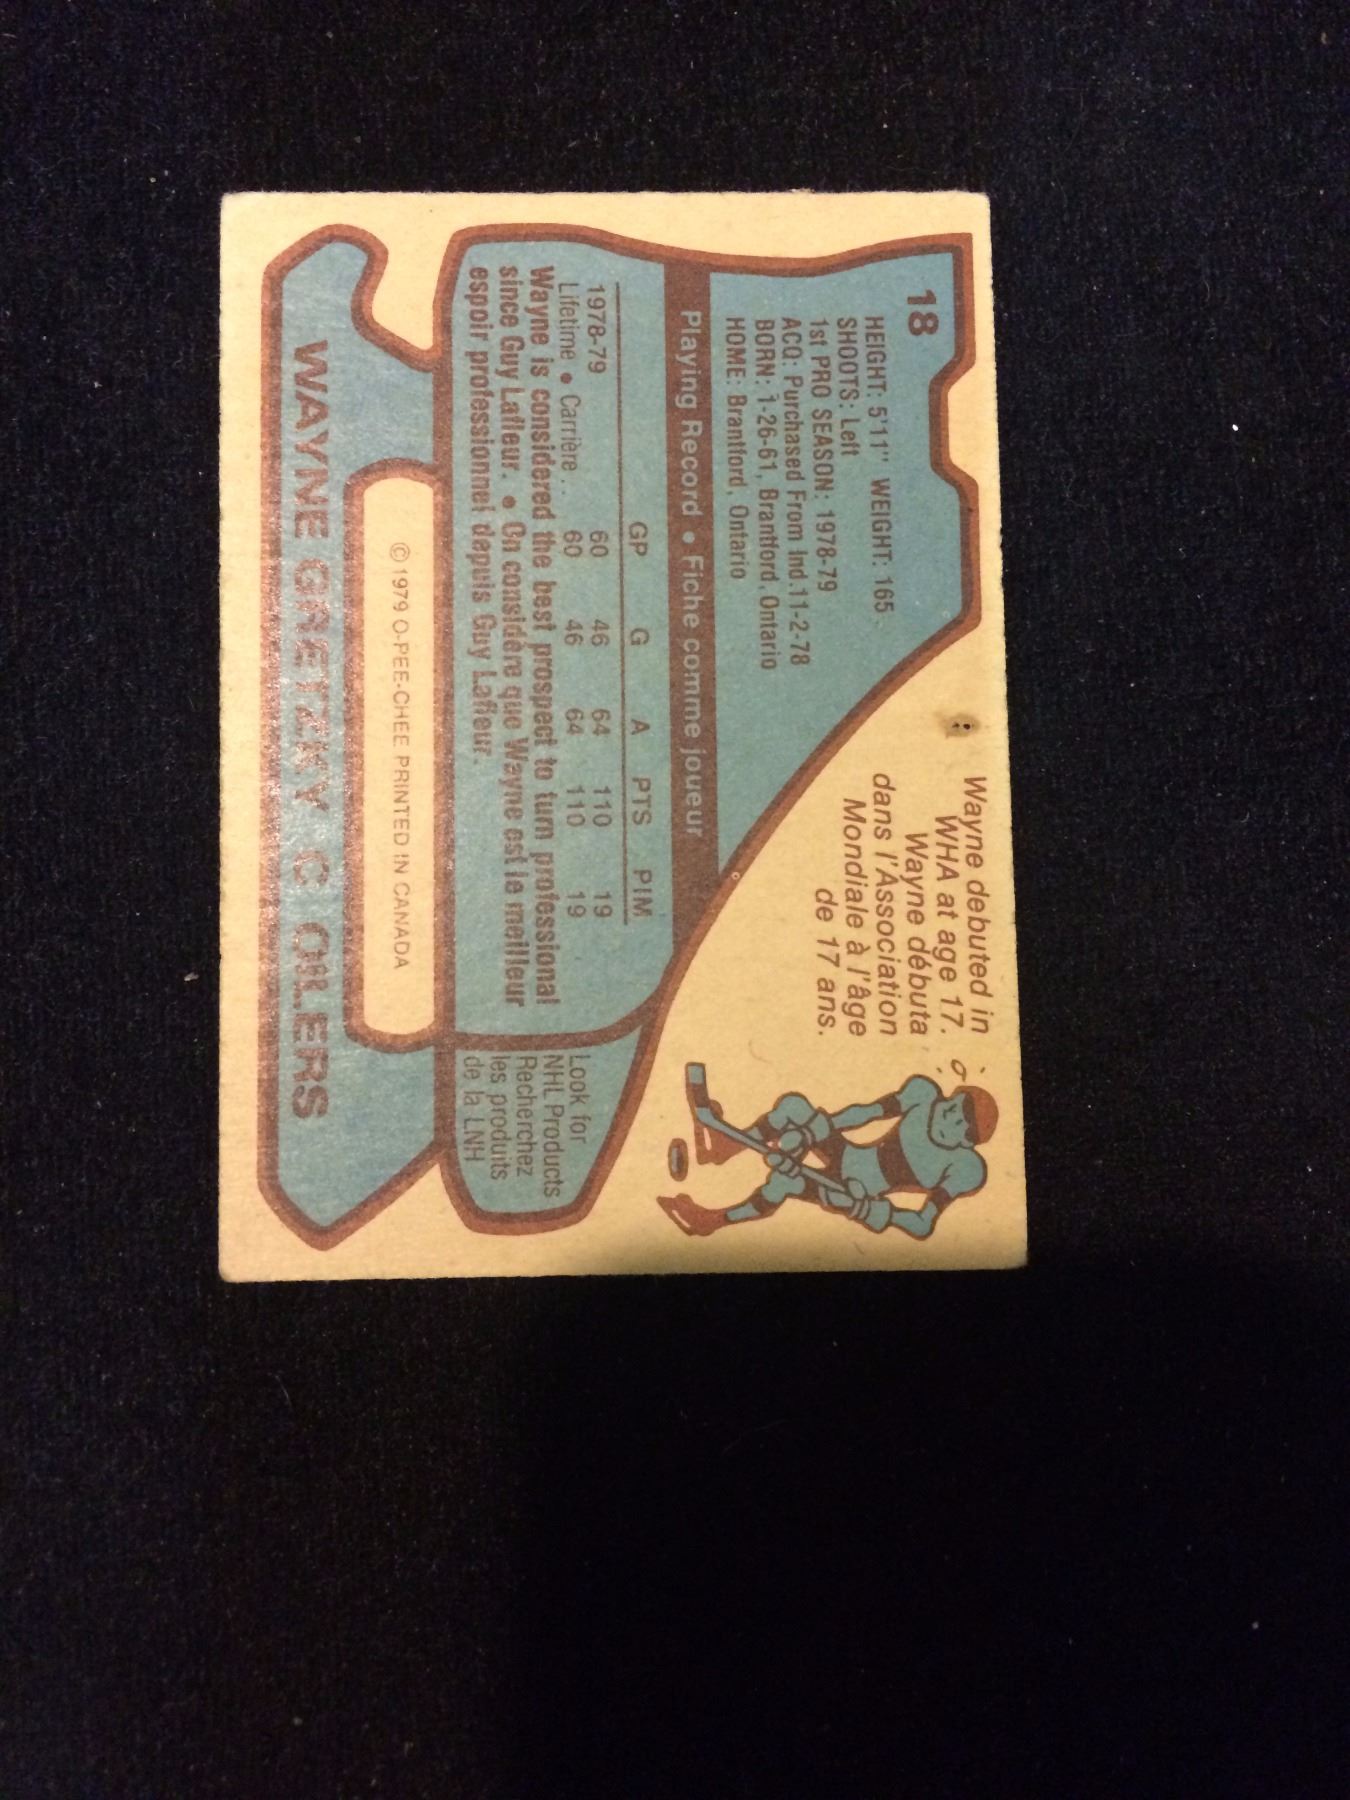 18
HEIGHT: 5'11" WEIGHT: 165
SHOOTS: Left
1st PRO SEASON: 1978-79
ACQ: Purchased From Ind.11-2-78
BORN: 1-26-61, Brantford, Ontario
HOME: Brantford, Ontario
Wayne debuted in
WHA at age 17.
Wayne débuta
dans l'Association
Mondiale à l'âge
de 17 ans.
Playing Record • Fiche comme joueur
GP G A PTS PIM
1978-79 60 46 64 110 19
Lifetime • Carrière . . 60 46 64 110 19
Wayne is considered the best prospect to turn professional
since Guy Lafleur. • On considère que Wayne est le meilleur
espoir professionnel depuis Guy Lafleur.
Look for
NHL Products
Recherchez
les produits
de la LNH
© 1979 O-PEE-CHEE PRINTED IN CANADA
WAYNE GRETZKY C OILERS